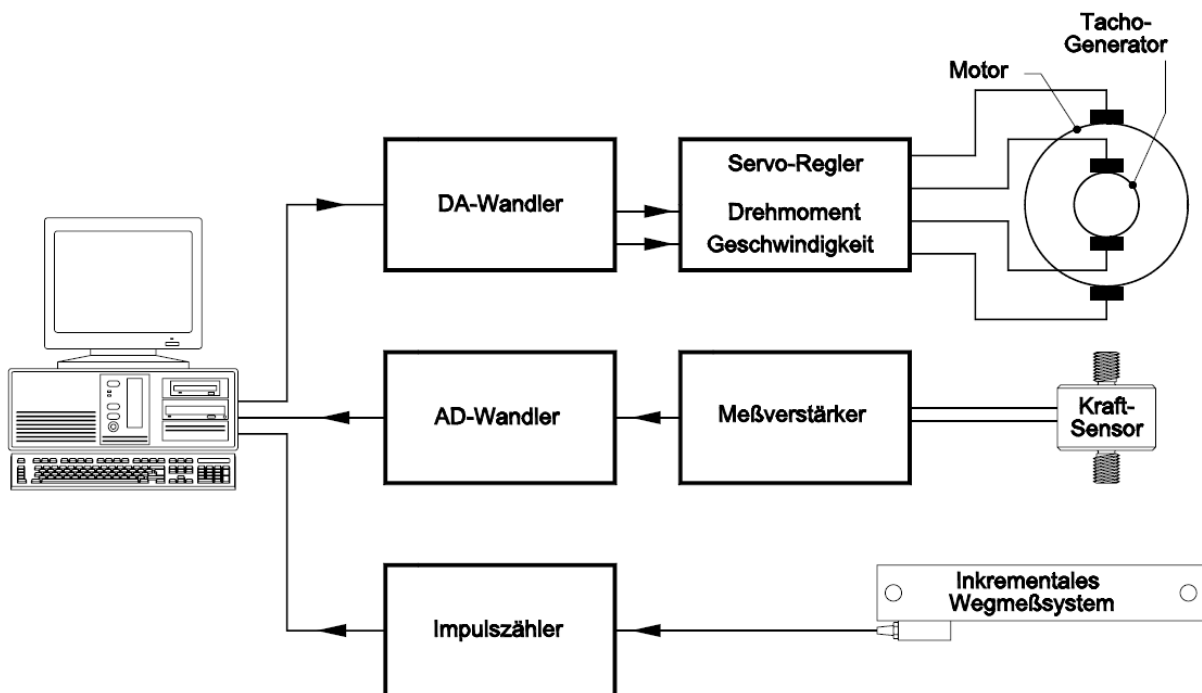 Tacho-
Generator
Motor
DA-Wandler
Servo-Regler
Drehmoment
Geschwindigkeit
AD-Wandler
Meßverstärker
Kraft-
Sensor
Impulszähler
Inkrementales
Wegmeßsystem